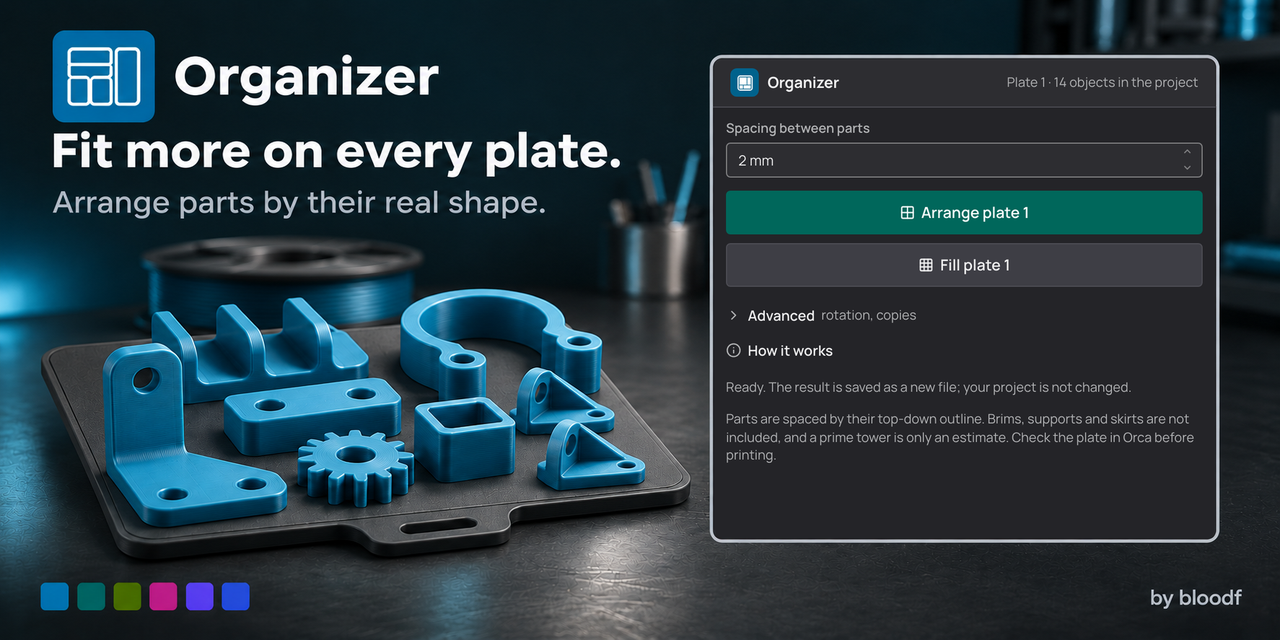 Organizer
Fit more on every plate.
Arrange parts by their real shape.
Organizer
Plate 1 · 14 objects in the project
Spacing between parts
2 mm
Arrange plate 1
Fill plate 1
Advanced rotation, copies
How it works
Ready. The result is saved as a new file; your project is not changed.
Parts are spaced by their top-down outline. Brims, supports and skirts are not
included, and a prime tower is only an estimate. Check the plate in Orca before
printing.
by bloodf